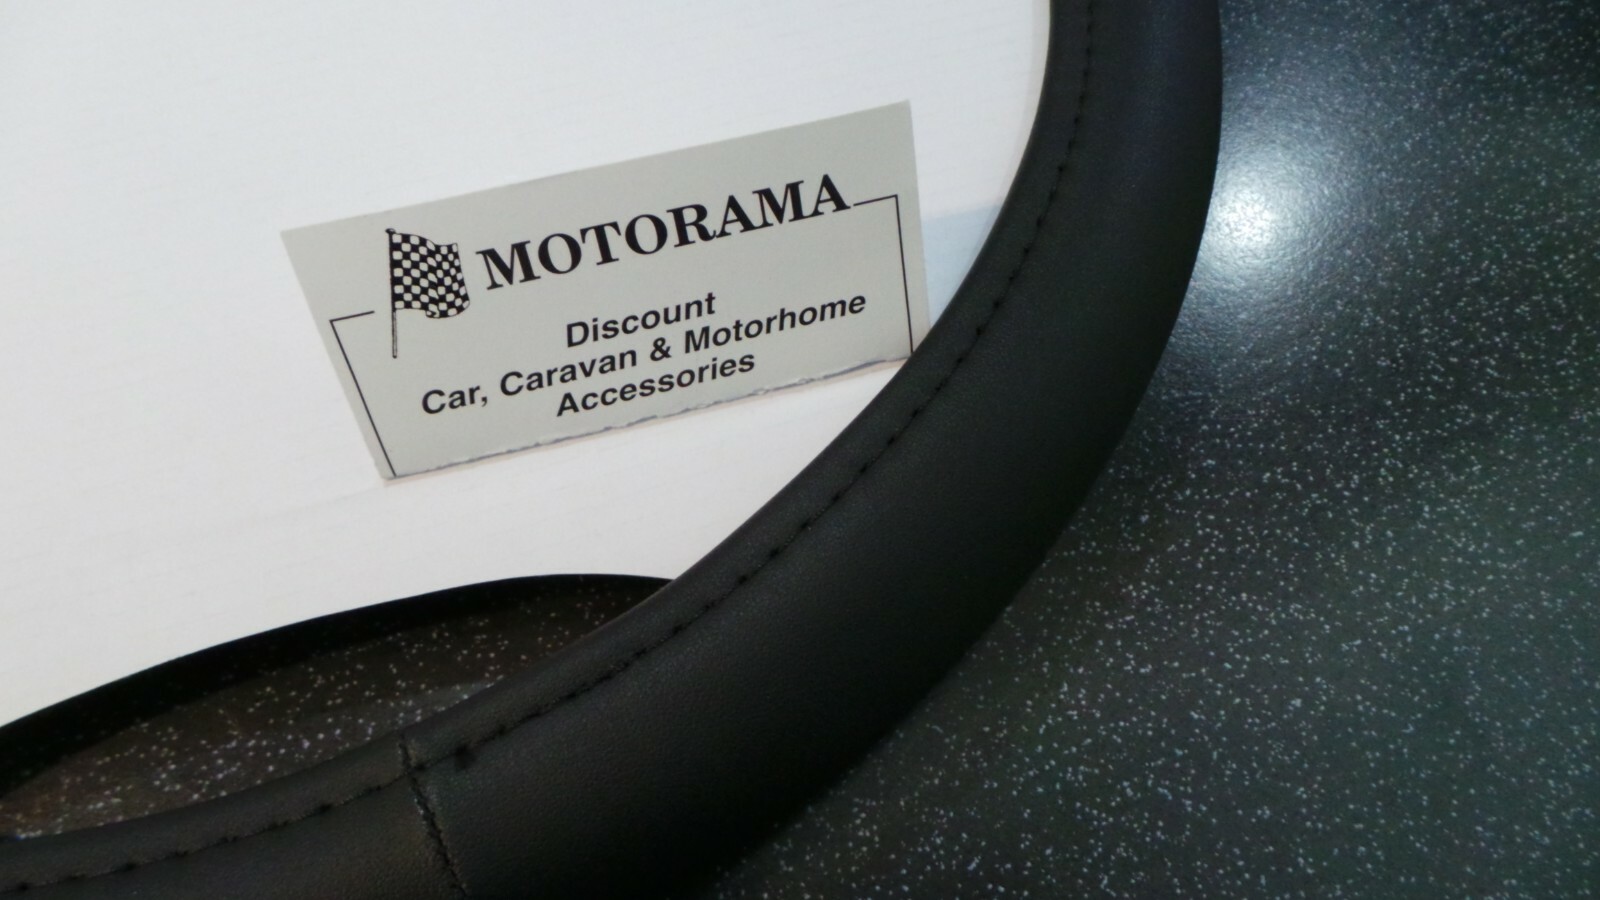 MOTORAMA
Discount
Car, Caravan & Motorhome
Accessories